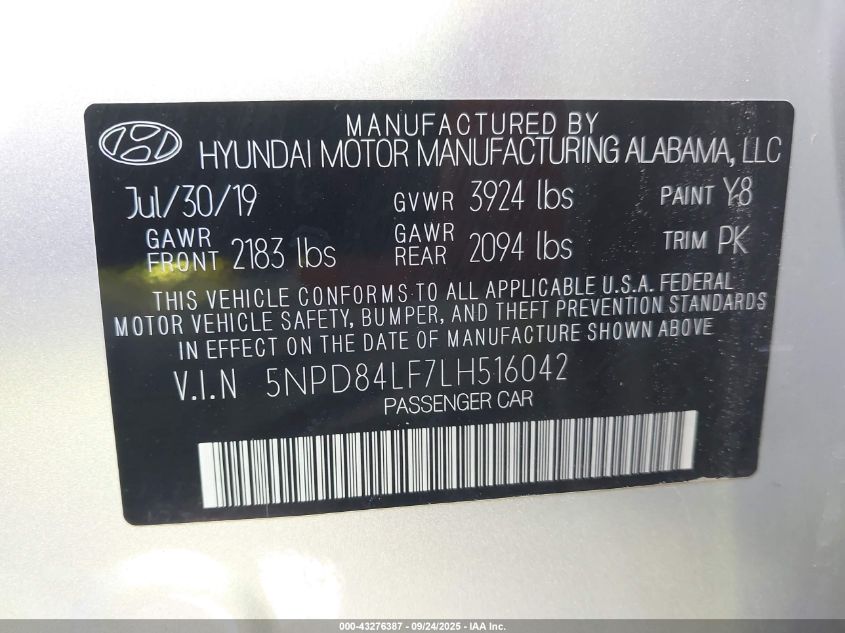 MANUFACTURED BY
HYUNDAI MOTOR MANUFACTURING ALABAMA, LLC
Jul/30/19 GVWR 3924 lbs PAINT Y8
GAWR FRONT 2183 lbs GAWR REAR 2094 lbs TRIM PK
THIS VEHICLE CONFORMS TO ALL APPLICABLE U.S.A. FEDERAL
MOTOR VEHICLE SAFETY, BUMPER, AND THEFT PREVENTION STANDARDS
IN EFFECT ON THE DATE OF MANUFACTURE SHOWN ABOVE
V.I.N 5NPD84LF7LH516042
PASSENGER CAR
000-43276387 - 09/24/2025 - IAA Inc.